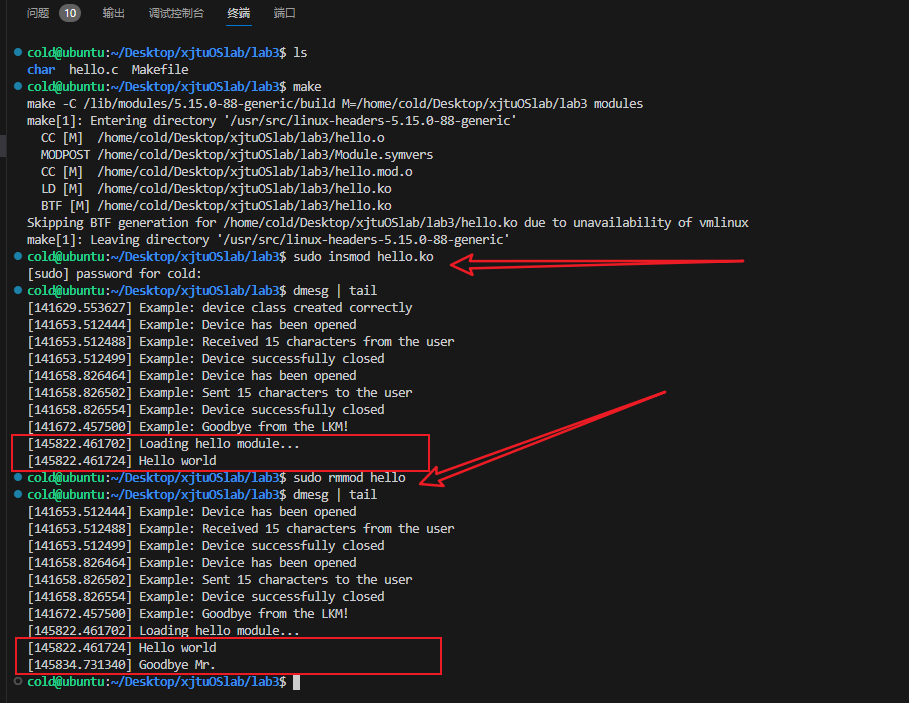 问题 10 输出 调试控制台 终端 端口
cold@ubuntu:~/Desktop/xjtuOSlab/lab3$ ls
char hello.c Makefile
cold@ubuntu:~/Desktop/xjtuOSlab/lab3$ make
make -C /lib/modules/5.15.0-88-generic/build M=/home/cold/Desktop/xjtuOSlab/lab3 modules
make[1]: Entering directory '/usr/src/linux-headers-5.15.0-88-generic'
CC [M] /home/cold/Desktop/xjtuOSlab/lab3/hello.o
MODPOST /home/cold/Desktop/xjtuOSlab/lab3/Module.symvers
CC [M] /home/cold/Desktop/xjtuOSlab/lab3/hello.mod.o
LD [M] /home/cold/Desktop/xjtuOSlab/lab3/hello.ko
BTF [M] /home/cold/Desktop/xjtuOSlab/lab3/hello.ko
Skipping BTF generation for /home/cold/Desktop/xjtuOSlab/lab3/hello.ko due to unavailability of vmlinux
make[1]: Leaving directory '/usr/src/linux-headers-5.15.0-88-generic'
cold@ubuntu:~/Desktop/xjtuOSlab/lab3$ sudo insmod hello.ko
[sudo] password for cold:
cold@ubuntu:~/Desktop/xjtuOSlab/lab3$ dmesg | tail
[141629.553627] Example: device class created correctly
[141653.512444] Example: Device has been opened
[141653.512488] Example: Received 15 characters from the user
[141653.512499] Example: Device successfully closed
[141658.826464] Example: Device has been opened
[141658.826502] Example: Sent 15 characters to the user
[141658.826554] Example: Device successfully closed
[141672.457500] Example: Goodbye from the LKM!
[145822.461702] Loading hello module...
[145822.461724] Hello world
cold@ubuntu:~/Desktop/xjtuOSlab/lab3$ sudo rmmod hello
cold@ubuntu:~/Desktop/xjtuOSlab/lab3$ dmesg | tail
[141653.512444] Example: Device has been opened
[141653.512488] Example: Received 15 characters from the user
[141653.512499] Example: Device successfully closed
[141658.826464] Example: Device has been opened
[141658.826502] Example: Sent 15 characters to the user
[141658.826554] Example: Device successfully closed
[141672.457500] Example: Goodbye from the LKM!
[145822.461702] Loading hello module...
[145822.461724] Hello world
[145834.731340] Goodbye Mr.
cold@ubuntu:~/Desktop/xjtuOSlab/lab3$